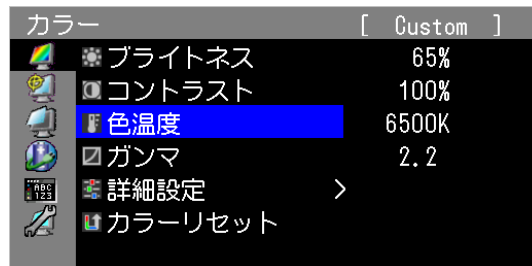 カラー [ Custom ]
ブライトネス 65%
コントラスト 100%
色温度 6500K
ガンマ 2.2
ABC 123 詳細設定 >
カラーリセット